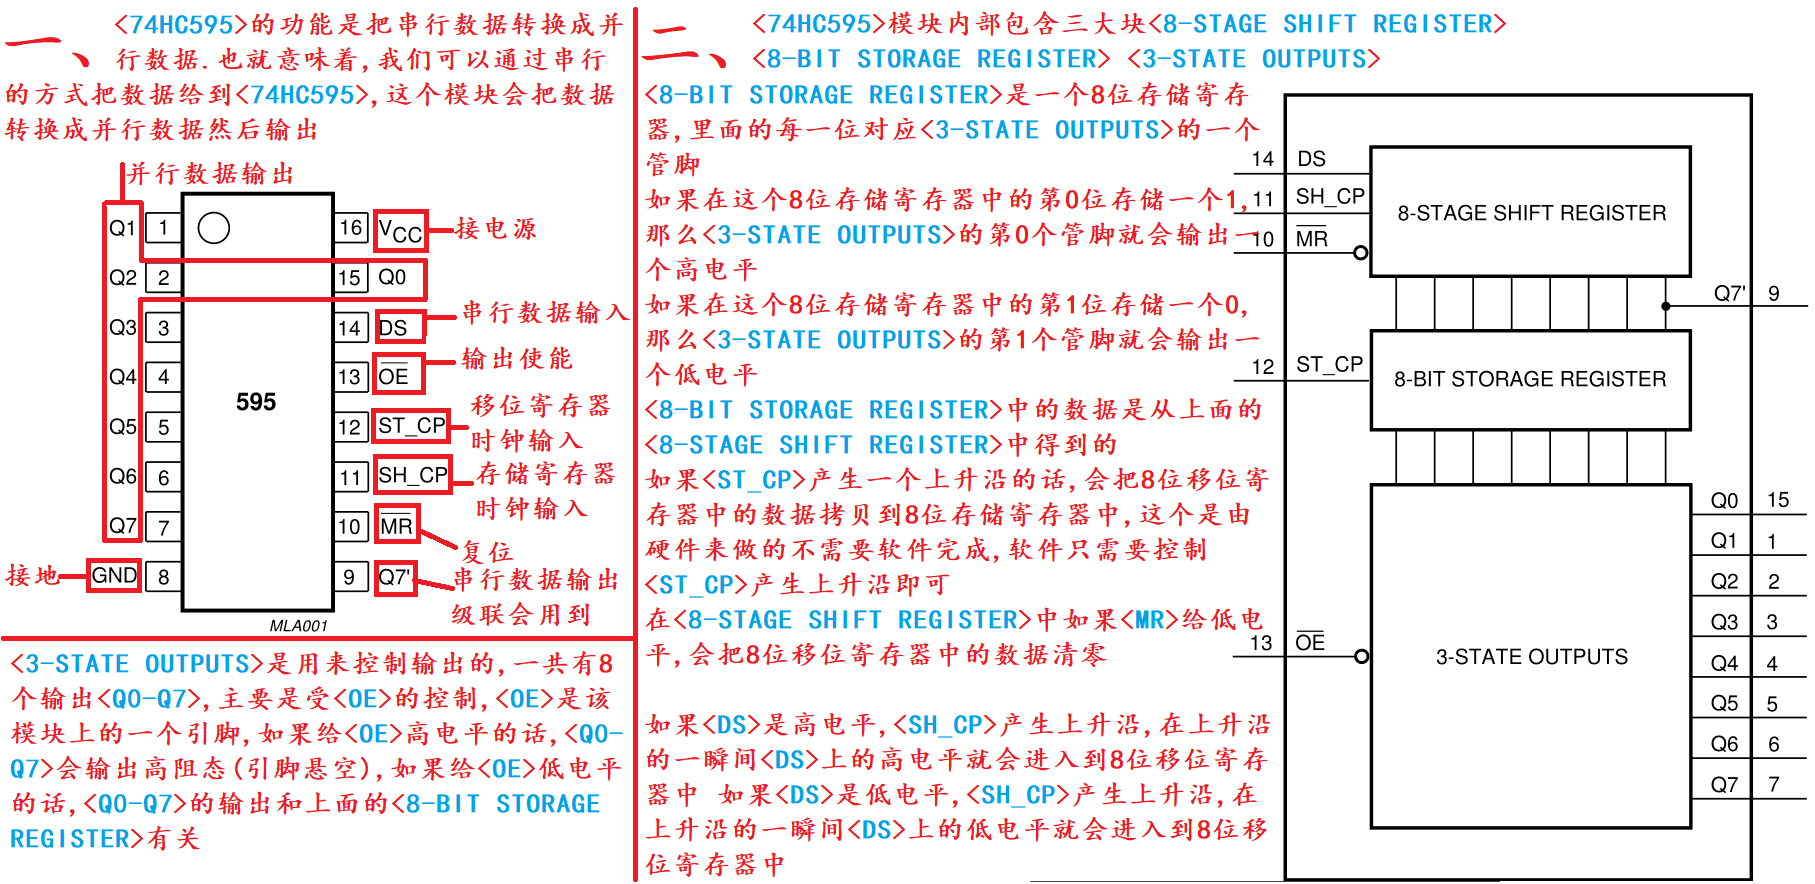 一、
<74HC595>的功能是把串行数据转换成并
行数据.也就意味着,我们可以通过串行
的方式把数据给到<74HC595>,这个模块会把数据
转换成并行数据然后输出
并行数据输出
Q1 1 16 VCC 接电源
Q2 2 15 Q0
Q3 3 14 DS 串行数据输入
Q4 4 13 OE 输出使能
595
Q5 5 12 ST_CP 移位寄存器
时钟输入
Q6 6 11 SH_CP 存储寄存器
时钟输入
Q7 7 10 MR 复位
接地 GND 8 9 Q7' 串行数据输出
级联会用到
MLA001
<3-STATE OUTPUTS>是用来控制输出的,一共有8
个输出<Q0-Q7>,主要是受<OE>的控制,<OE>是该
模块上的一个引脚,如果给<OE>高电平的话,<Q0-
Q7>会输出高阻态(引脚悬空),如果给<OE>低电平
的话,<Q0-Q7>的输出和上面的<8-BIT STORAGE
REGISTER>有关
二、
<74HC595>模块内部包含三大块<8-STAGE SHIFT REGISTER>
<8-BIT STORAGE REGISTER> <3-STATE OUTPUTS>
<8-BIT STORAGE REGISTER>是一个8位存储寄存
器,里面的每一位对应<3-STATE OUTPUTS>的一个
管脚
如果在这个8位存储寄存器中的第0位存储一个1,
那么<3-STATE OUTPUTS>的第0个管脚就会输出一
个高电平
如果在这个8位存储寄存器中的第1位存储一个0,
那么<3-STATE OUTPUTS>的第1个管脚就会输出一
个低电平
<8-BIT STORAGE REGISTER>中的数据是从上面的
<8-STAGE SHIFT REGISTER>中得到的
如果<ST_CP>产生一个上升沿的话,会把8位移位寄
存器中的数据拷贝到8位存储寄存器中,这个是由
硬件来做的不需要软件完成,软件只需要控制
<ST_CP>产生上升沿即可
在<8-STAGE SHIFT REGISTER>中如果<MR>给低电
平,会把8位移位寄存器中的数据清零
如果<DS>是高电平,<SH_CP>产生上升沿,在上升沿
的一瞬间<DS>上的高电平就会进入到8位移位寄存
器中 如果<DS>是低电平,<SH_CP>产生上升沿,在
上升沿的一瞬间<DS>上的低电平就会进入到8位移
位寄存器中
14 DS
11 SH_CP
10 MR
8-STAGE SHIFT REGISTER
Q7' 9
12 ST_CP
8-BIT STORAGE REGISTER
13 OE
3-STATE OUTPUTS
Q0 15
Q1 1
Q2 2
Q3 3
Q4 4
Q5 5
Q6 6
Q7 7